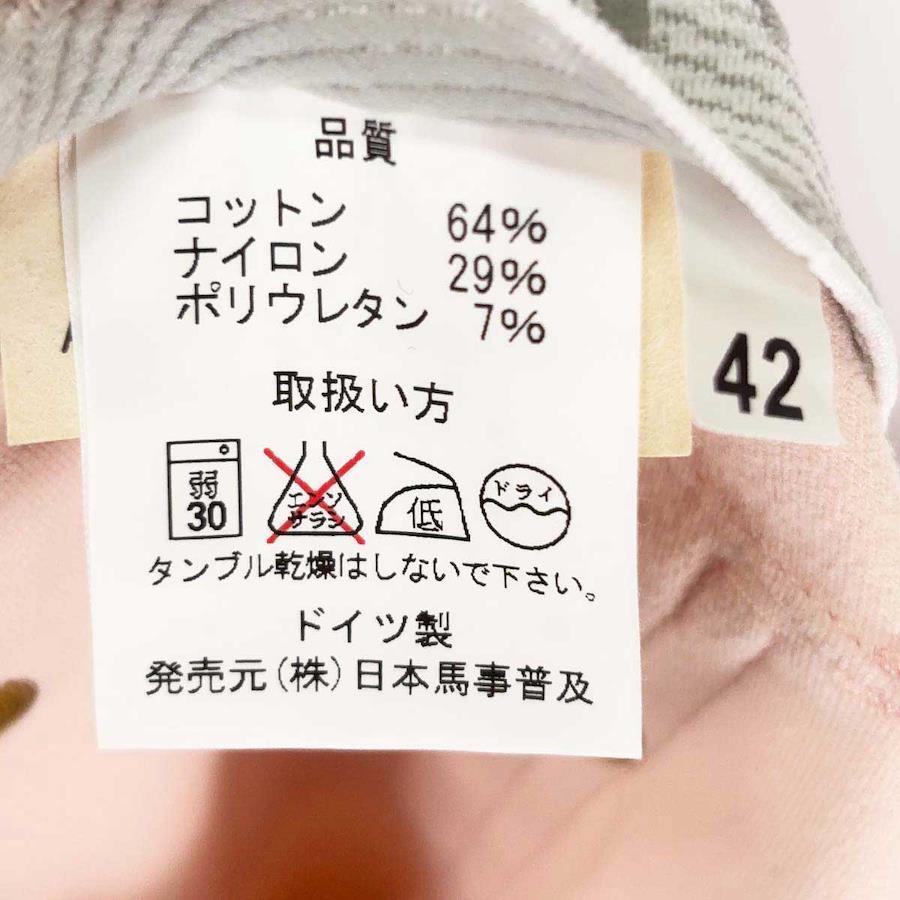 品質
コットン 64%
ナイロン 29%
ポリウレタン 7%
42
取扱い方
弱
30
エンソ
サラシ
低
ドライ
タンブル乾燥はしないで下さい。
ドイツ製
発売元(株)日本馬事普及